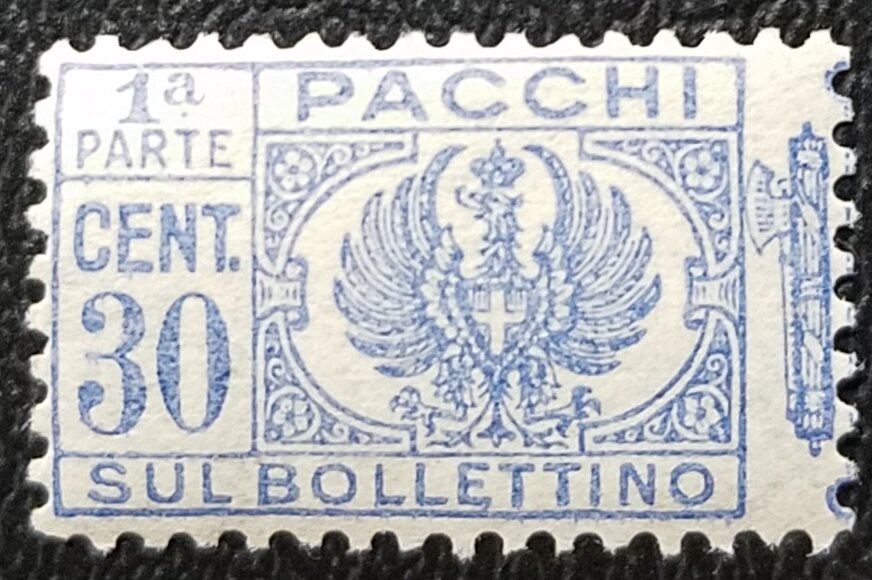 1ª
PARTE
PACCHI
CENT.
30
SUL BOLLETTINO